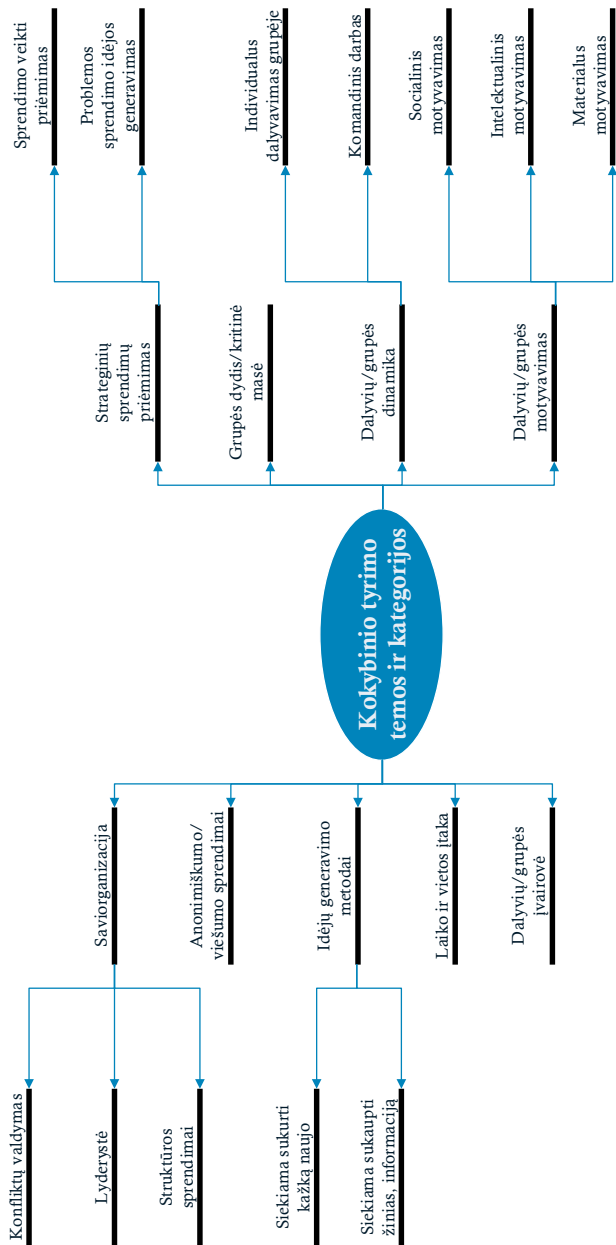 Konfliktų valdymas
Lyderystė
Struktūros
sprendimai
Siekiama sukurti
kažką naujo
Siekiama sukaupti
žinias, informaciją
Saviorganizacija
Anonimiškumo/
viešumo sprendimai
Idėjų generavimo
metodai
Laiko ir vietos įtaka
Dalyvių/grupės
įvairovė
Kokybinio tyrimo
temos ir kategorijos
Strateginių
sprendimų
priėmimas
Grupės dydis/kritinė
masė
Dalyvių/grupės
dinamika
Dalyvių/grupės
motyvavimas
Sprendimo veikti
priėmimas
Problemos
sprendimo idėjos
generavimas
Individualus
dalyvavimas grupėje
Komandinis darbas
Socialinis
motyvavimas
Intelektualinis
motyvavimas
Materialus
motyvavimas